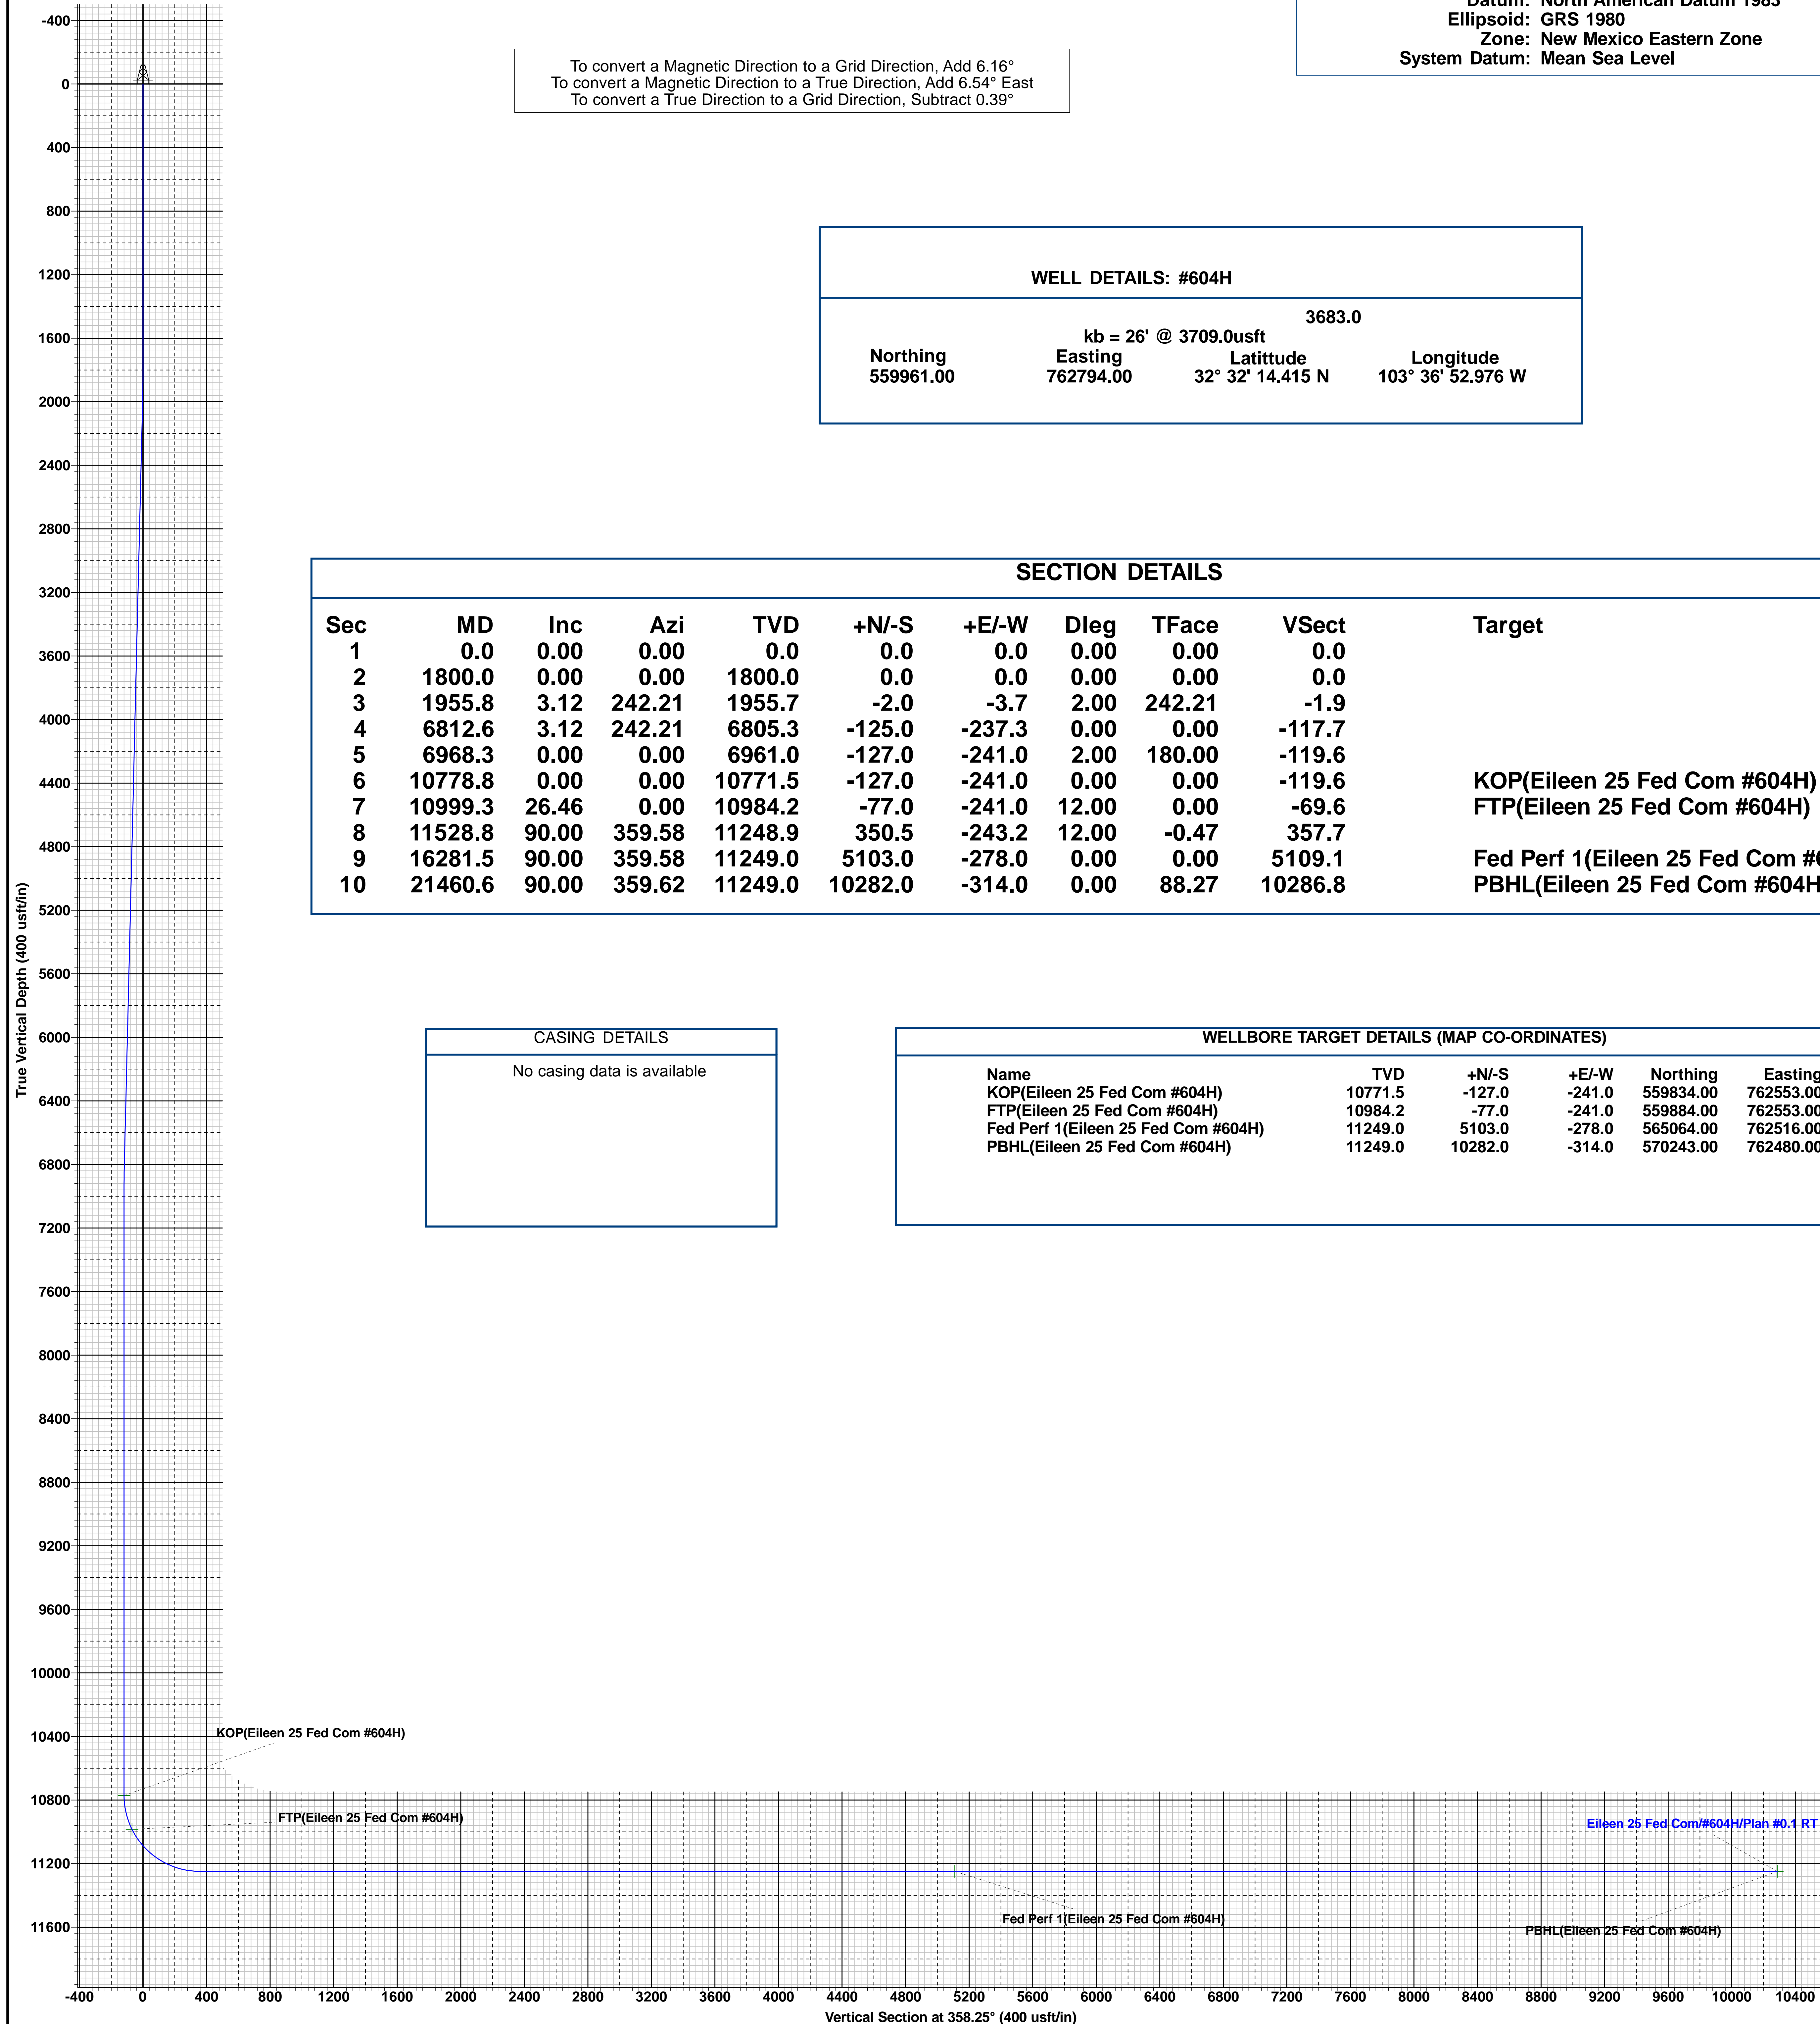 Datum: North American Datum 1983
Ellipsoid: GRS 1980
Zone: New Mexico Eastern Zone
System Datum: Mean Sea Level
To convert a Magnetic Direction to a Grid Direction, Add 6.16°
To convert a Magnetic Direction to a True Direction, Add 6.54° East
To convert a True Direction to a Grid Direction, Subtract 0.39°
WELL DETAILS: #604H
3683.0
kb = 26' @ 3709.0usft
Northing Easting Latittude Longitude
559961.00 762794.00 32° 32' 14.415 N 103° 36' 52.976 W
SECTION DETAILS
Sec MD Inc Azi TVD +N/-S +E/-W Dleg TFace VSect Target
1 0.0 0.00 0.00 0.0 0.0 0.0 0.00 0.00 0.0
2 1800.0 0.00 0.00 1800.0 0.0 0.0 0.00 0.00 0.0
3 1955.8 3.12 242.21 1955.7 -2.0 -3.7 2.00 242.21 -1.9
4 6812.6 3.12 242.21 6805.3 -125.0 -237.3 0.00 0.00 -117.7
5 6968.3 0.00 0.00 6961.0 -127.0 -241.0 2.00 180.00 -119.6
6 10778.8 0.00 0.00 10771.5 -127.0 -241.0 0.00 0.00 -119.6 KOP(Eileen 25 Fed Com #604H)
7 10999.3 26.46 0.00 10984.2 -77.0 -241.0 12.00 0.00 -69.6 FTP(Eileen 25 Fed Com #604H)
8 11528.8 90.00 359.58 11248.9 350.5 -243.2 12.00 -0.47 357.7
9 16281.5 90.00 359.58 11249.0 5103.0 -278.0 0.00 0.00 5109.1 Fed Perf 1(Eileen 25 Fed Com
10 21460.6 90.00 359.62 11249.0 10282.0 -314.0 0.00 88.27 10286.8 PBHL(Eileen 25 Fed Com #604H
CASING DETAILS
No casing data is available
WELLBORE TARGET DETAILS (MAP CO-ORDINATES)
Name TVD +N/-S +E/-W Northing Easting
KOP(Eileen 25 Fed Com #604H) 10771.5 -127.0 -241.0 559834.00 762553.00
FTP(Eileen 25 Fed Com #604H) 10984.2 -77.0 -241.0 559884.00 762553.00
Fed Perf 1(Eileen 25 Fed Com #604H) 11249.0 5103.0 -278.0 565064.00 762516.00
PBHL(Eileen 25 Fed Com #604H) 11249.0 10282.0 -314.0 570243.00 762480.00
True Vertical Depth (400 usft/in)
-400
0
400
800
1200
1600
2000
2400
2800
3200
3600
4000
4400
4800
5200
5600
6000
6400
6800
7200
7600
8000
8400
8800
9200
9600
10000
10400
10800
11200
11600
KOP(Eileen 25 Fed Com #604H)
FTP(Eileen 25 Fed Com #604H)
Eileen 25 Fed Com/#604H/Plan #0.1 RT
Fed Perf 1(Eileen 25 Fed Com #604H)
PBHL(Eileen 25 Fed Com #604H)
-400 0 400 800 1200 1600 2000 2400 2800 3200 3600 4000 4400 4800 5200 5600 6000 6400 6800 7200 7600 8000 8400 8800 9200 9600 10000 10400
Vertical Section at 358.25° (400 usft/in)